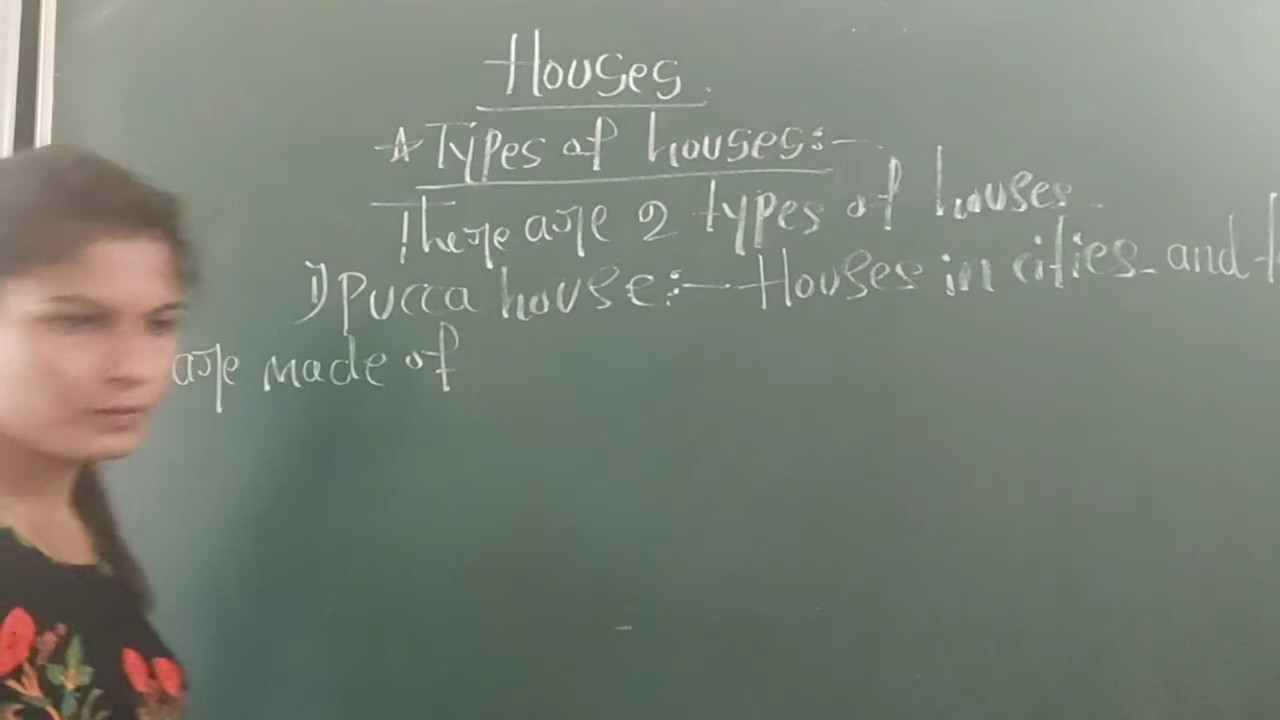 Houses.
☆ Types of houses:-
There are 2 types of houses.
1) Pucca house:- Houses in cities and
are made of